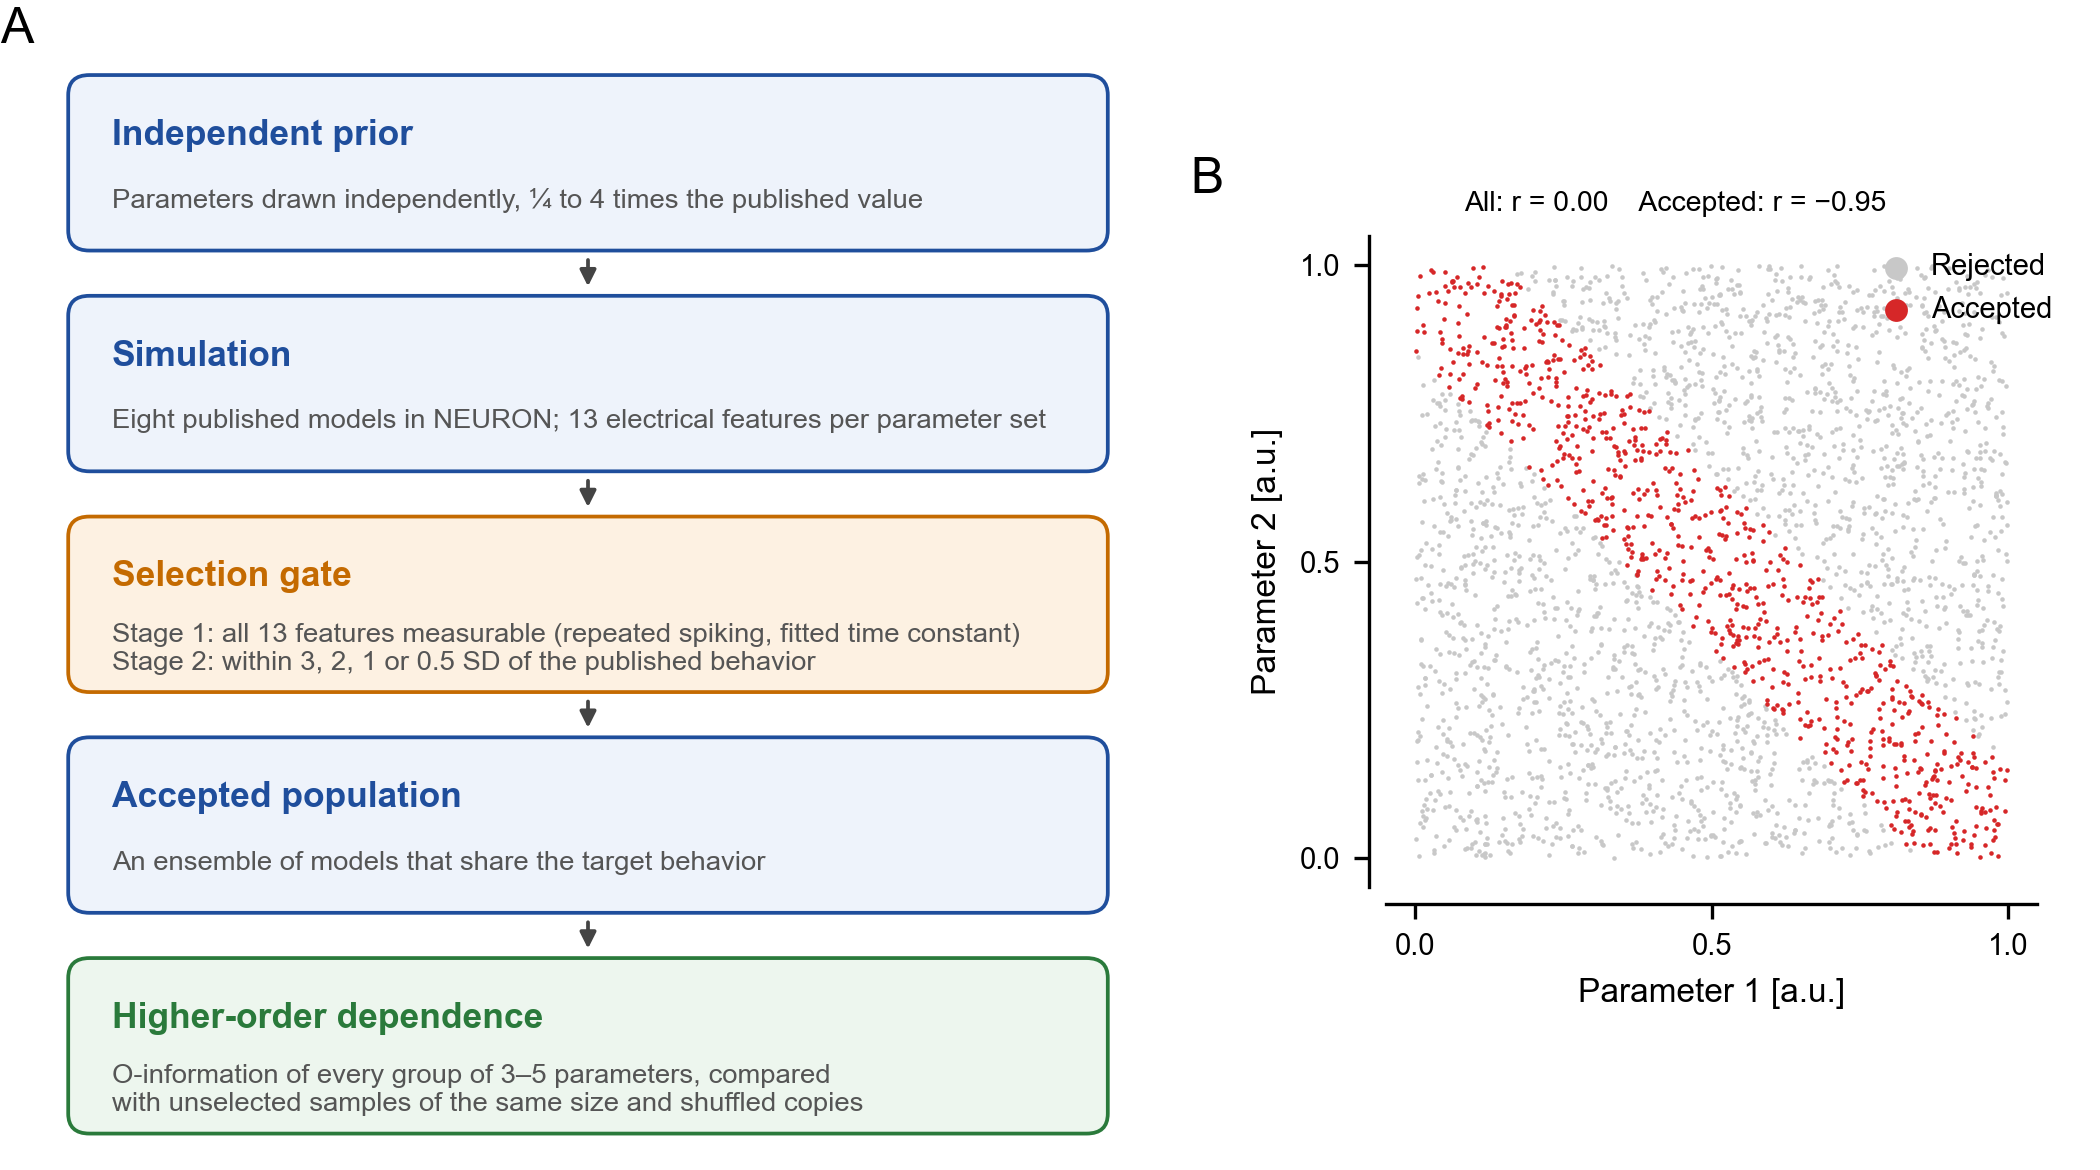 A
Independent prior
Parameters drawn independently, ¼ to 4 times the published value
Simulation
Eight published models in NEURON; 13 electrical features per parameter set
Selection gate
Stage 1: all 13 features measurable (repeated spiking, fitted time constant)
Stage 2: within 3, 2, 1 or 0.5 SD of the published behavior
Accepted population
An ensemble of models that share the target behavior
Higher-order dependence
O-information of every group of 3–5 parameters, compared
with unselected samples of the same size and shuffled copies
B
All: r = 0.00 Accepted: r = −0.95
Rejected
Accepted
Parameter 2 [a.u.]
1.0
0.5
0.0
0.0 0.5 1.0
Parameter 1 [a.u.]